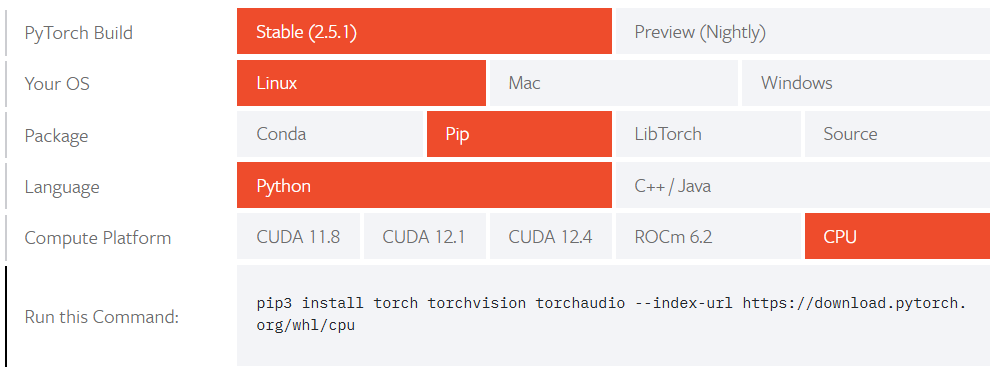 PyTorch Build Stable (2.5.1) Preview (Nightly)
Your OS Linux Mac Windows
Package Conda Pip LibTorch Source
Language Python C++ / Java
Compute Platform CUDA 11.8 CUDA 12.1 CUDA 12.4 ROCm 6.2 CPU
Run this Command: pip3 install torch torchvision torchaudio --index-url https://download.pytorch.
org/whl/cpu